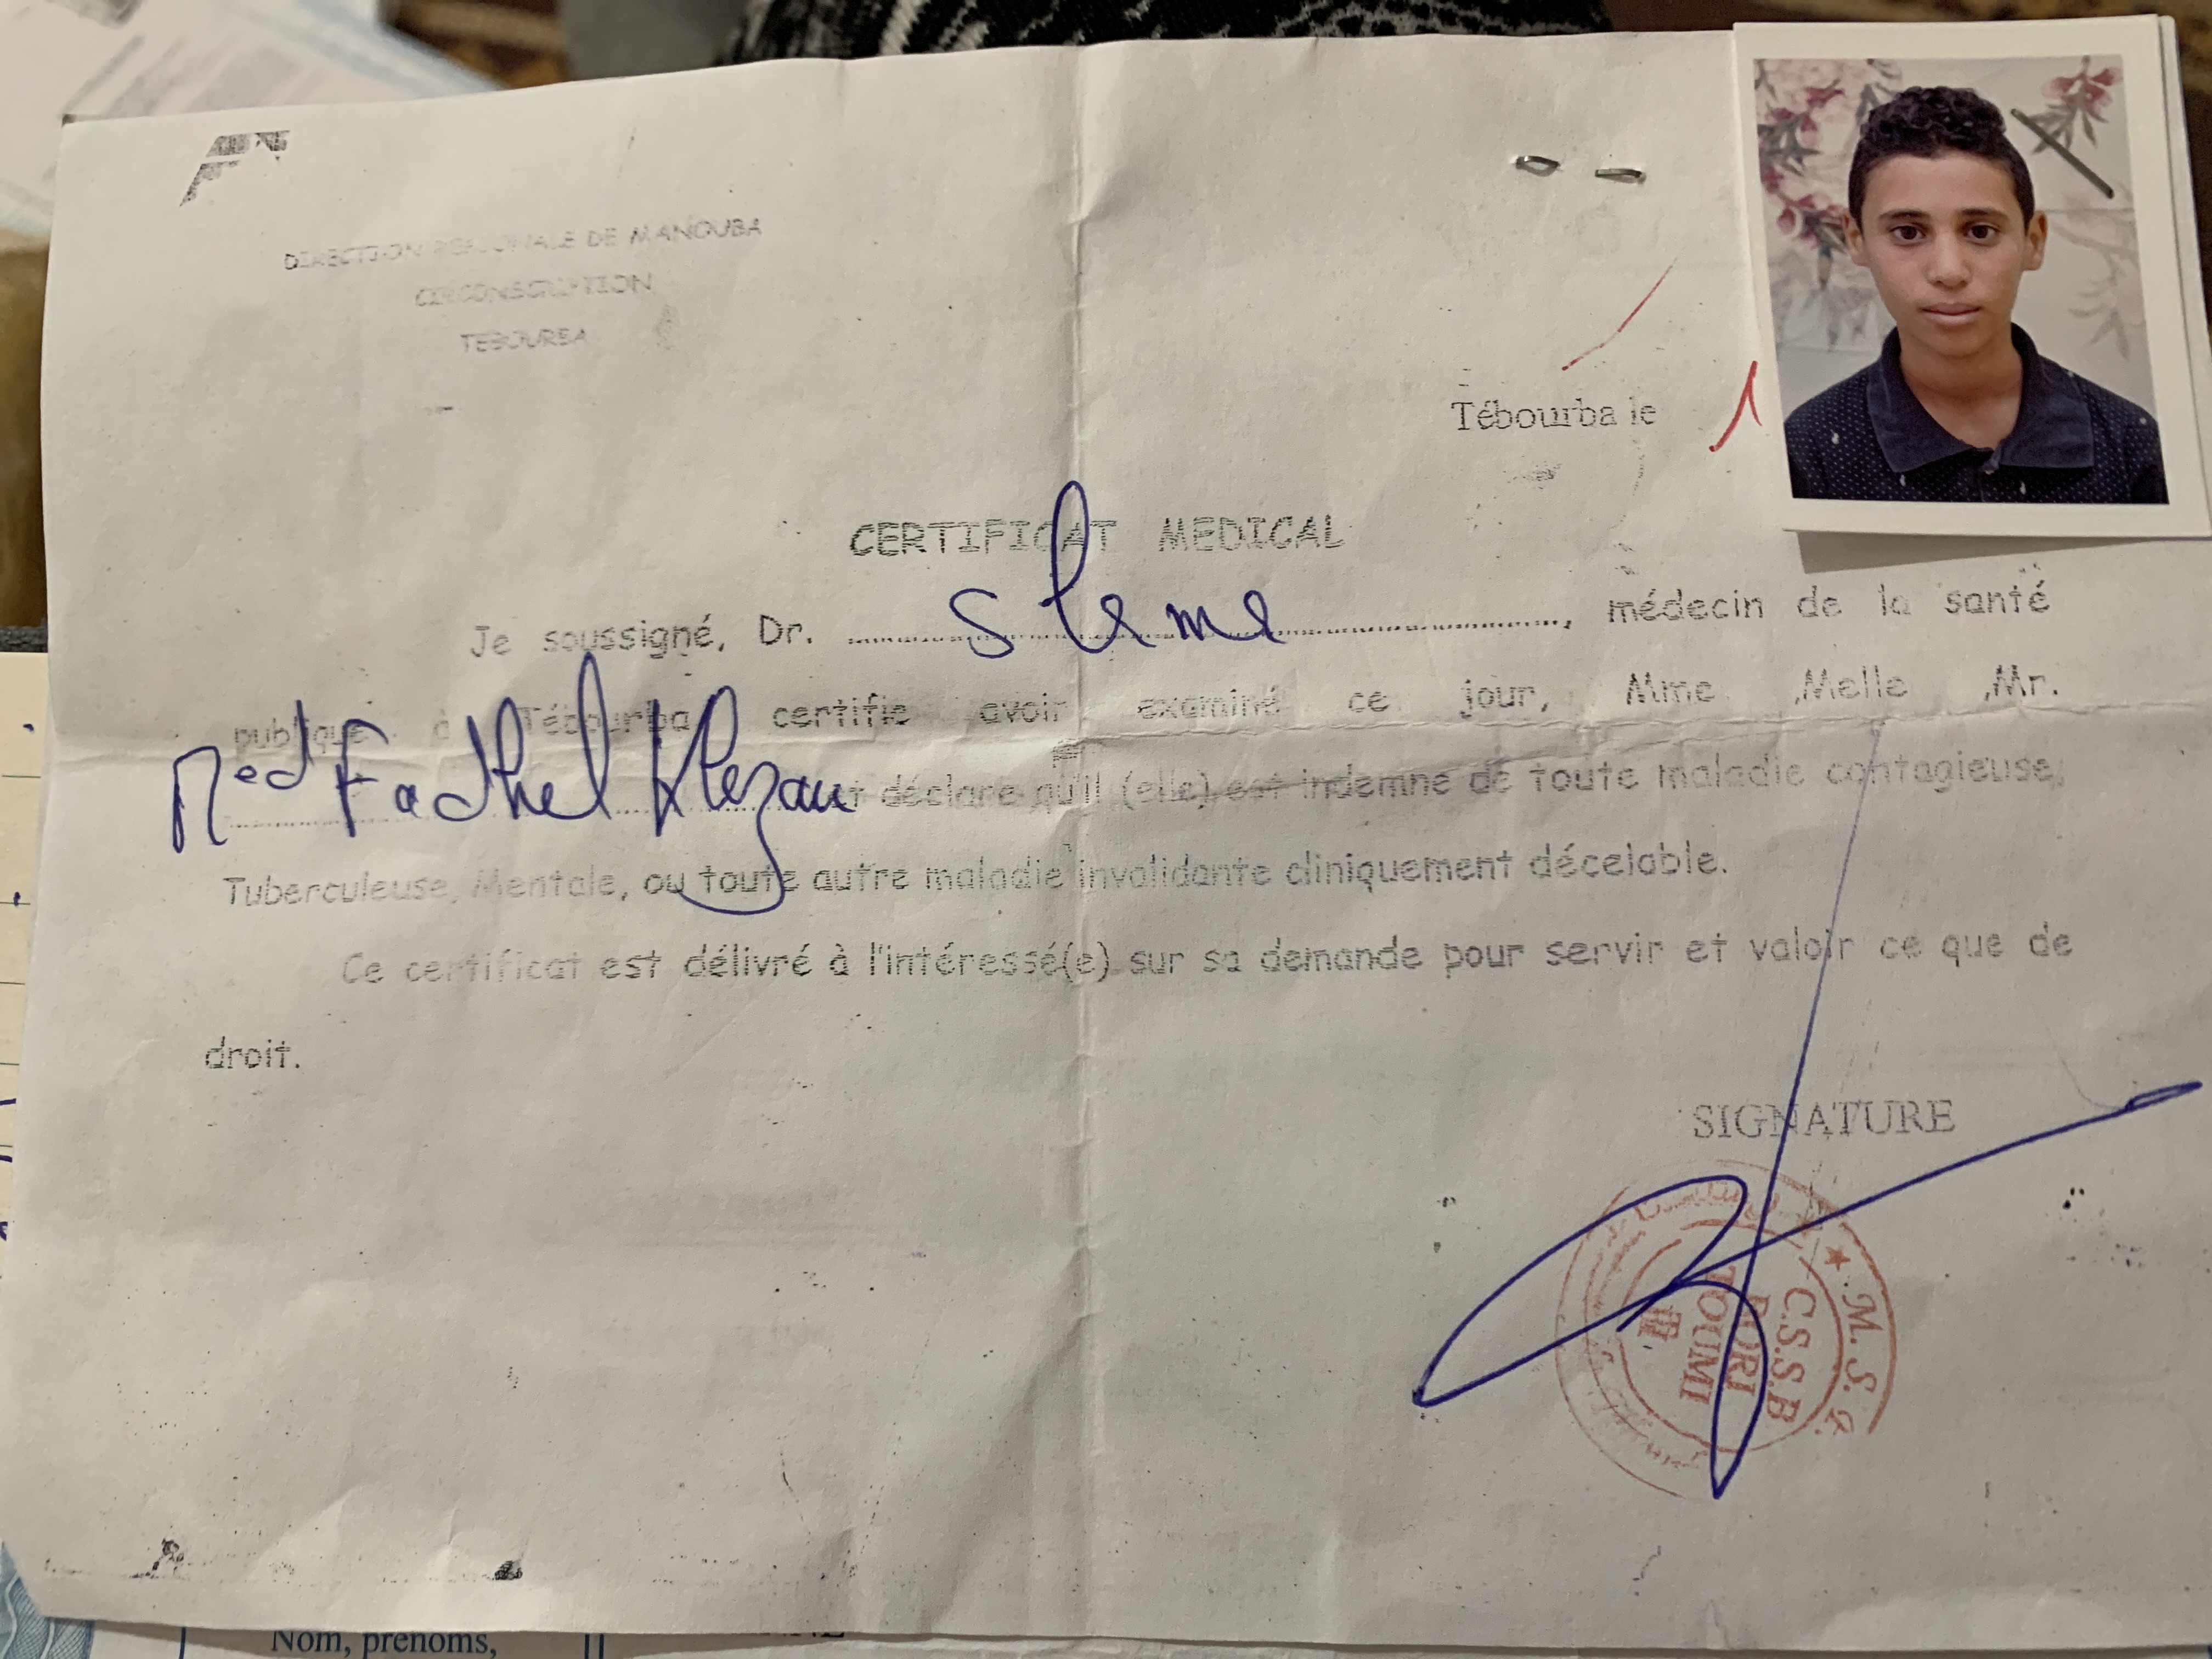 DIRECTION REGIONALE DE MANOUBA
CIRCONSCRIPTION
TEBOURBA
Tébourba le
CERTIFICAT MEDICAL
Je soussigné, Dr. .......... médecin de la santé
publique à Tébourba certifie avoir examiné ce jour, Mme ,Melle ,Mr.
Med Fadhel et déclare qu'il (elle) est indemne de toute maladie contagieuse,
Tuberculeuse, Mentale, ou toute autre maladie invalidante cliniquement décelable.
Ce certificat est délivré à l'intéressé(e) sur sa demande pour servir et valoir ce que de
droit.
SIGNATURE
C.S.S.B
TOUMI
Nom, prénoms,